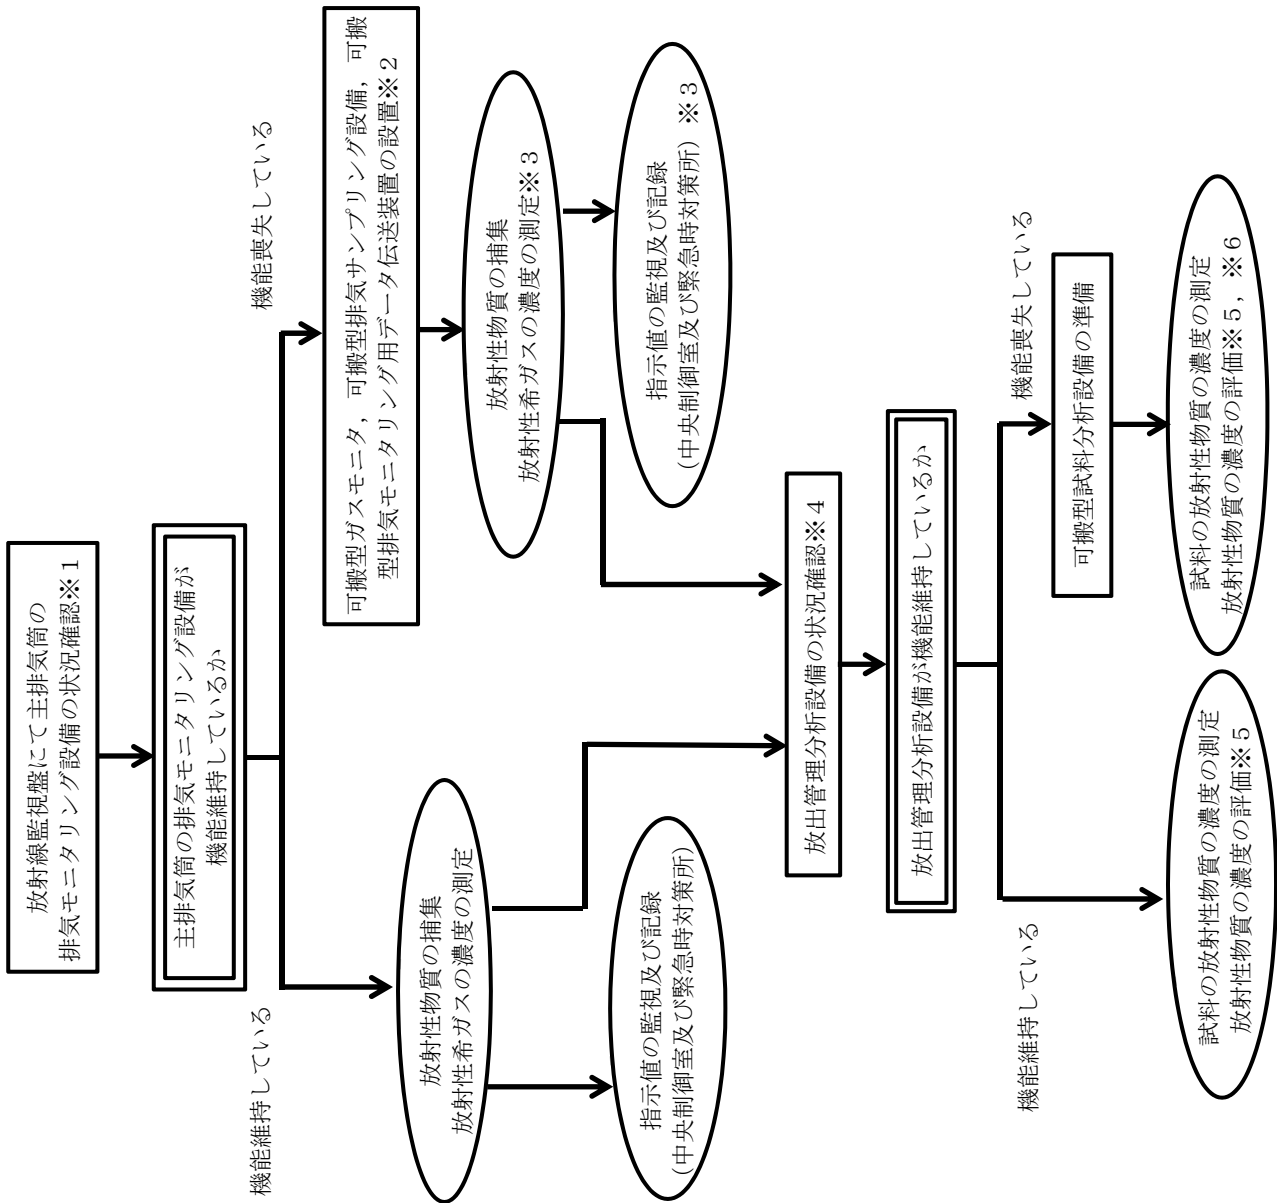 放射線監視盤にて主排気筒の
排気モニタリング設備の状況確認※1
主排気筒の排気モニタリング設備が
機能維持しているか
機能維持している
機能喪失している
放射性物質の捕集
放射性希ガスの濃度の測定
指示値の監視及び記録
(中央制御室及び緊急時対策所)
可搬型ガスモニタ，可搬型排気サンプリング設備，可搬
型排気モニタリング用データ伝送装置の設置※2
放射性物質の捕集
放射性希ガスの濃度の測定※3
指示値の監視及び記録
(中央制御室及び緊急時対策所) ※3
放出管理分析設備の状況確認※4
放出管理分析設備が機能維持しているか
機能維持している
機能喪失している
試料の放射性物質の濃度の測定
放射性物質の濃度の評価※5
可搬型試料分析設備の準備
試料の放射性物質の濃度の測定
放射性物質の濃度の評価※5，※6